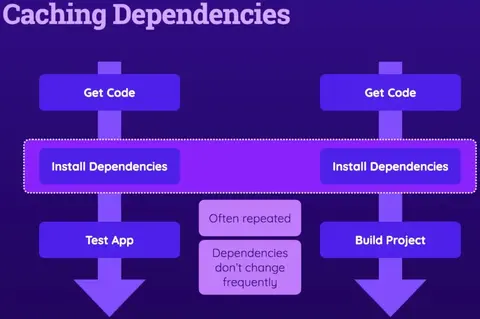 Caching Dependencies
Get Code
Get Code
Install Dependencies
Install Dependencies
Often repeated
Test App
Build Project
Dependencies
don't change
frequently